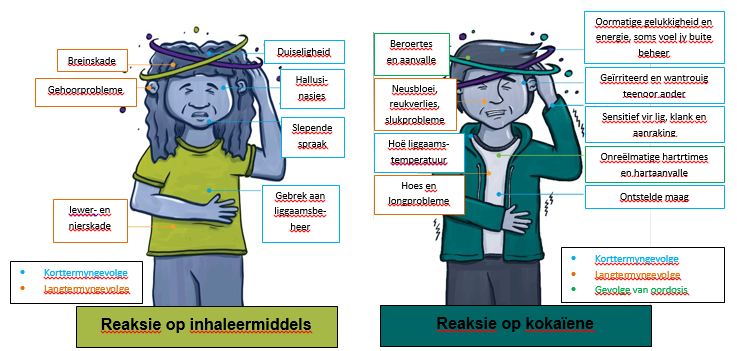 Breinskade
Gehoorprobleme
lewer- en
nierskade
Duiseligheid
Hallusi-
nasies
Slepende
spraak
Gebrek aan
liggaamsbe-
heer
Korttermyngevolge
Langtermyngevolge
Reaksie op inhaleermiddels
Beroertes
en aanvalle
Neusbloei,
reukverlies,
slukprobleme
Hoë liggaams-
temperatuur
Hoes en
longprobleme
Oormatige gelukkigheid en
energie, soms voel jy buite
beheer
Geïrriteerd en wantrouig
teenoor ander
Sensitief vir lig, klank en
aanraking
Onreëlmatige hartrtimes
en hartaanvalle
Ontstelde maag
Korttermyngevolge
Langtermyngevolge
Gevolge van oordosis
Reaksie op kokaïene